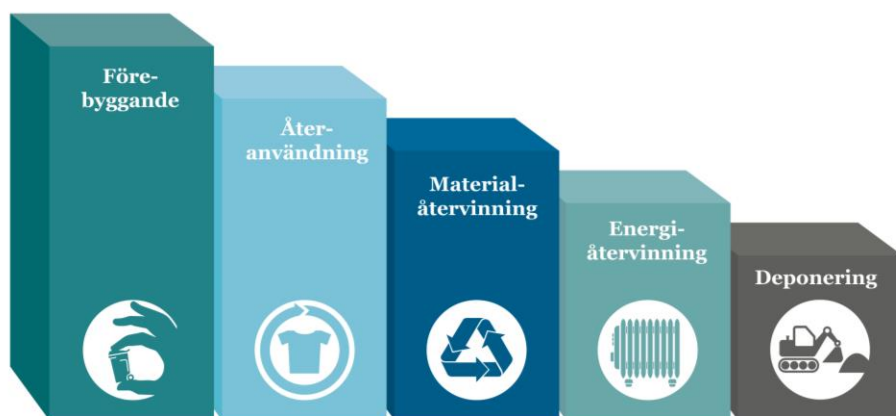 Före-
byggande
Åter-
användning
Material-
återvinning
Energi-
återvinning
Deponering